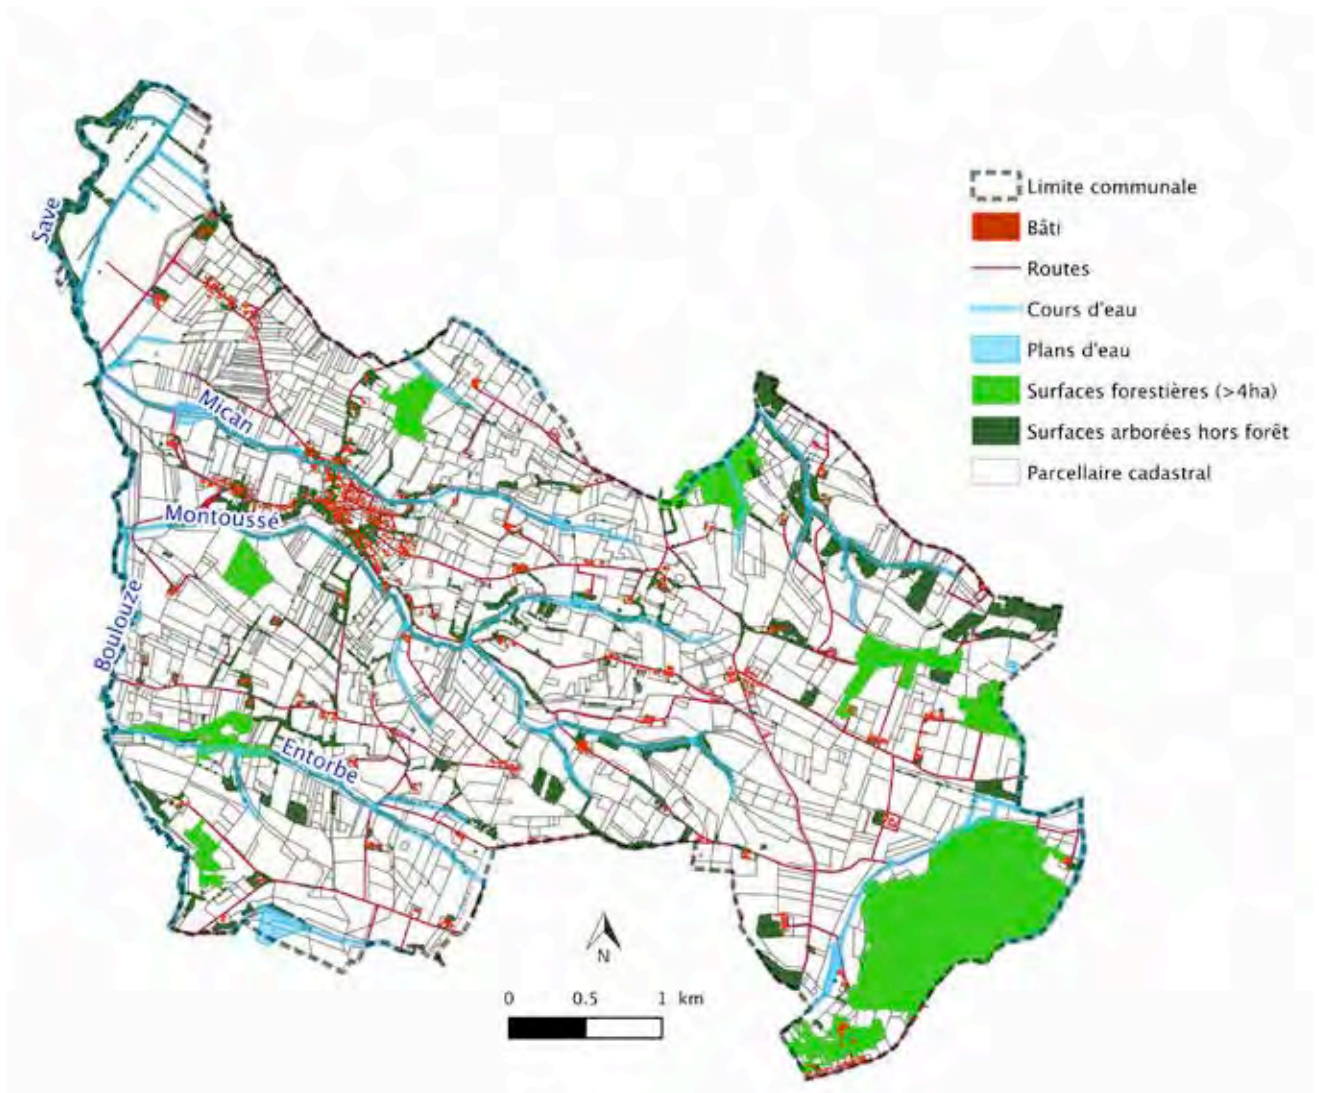 Save
Limite communale
Bâti
Routes
Cours d'eau
Plans d'eau
Surfaces forestières (>4ha)
Surfaces arborées hors forêt
Parcellaire cadastral
Mican
Montoussé
Boulouze
Entorbe
N
0 0.5 1 km